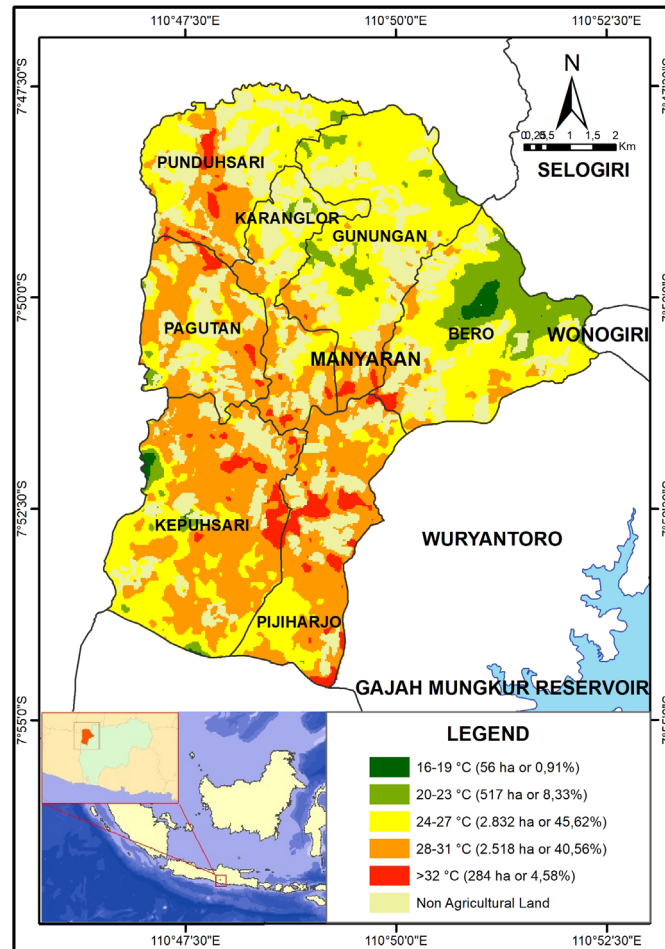 110°47'30"E 110°50'0"E 110°52'30"E
7°47'30"S
N
0 0,25 0,5 1 1,5 2
Km
SELOGIRI
PUNDUHSARI
KARANGLOR
GUNUNGAN
7°50'0"S
PAGUTAN
MANYARAN
BERO
WONOGIRI
7°52'30"S
KEPUHSARI
WURYANTORO
PIJIHARJO
GAJAH MUNGKUR RESERVOIR
7°55'0"S 7°55'0"S
LEGEND
16-19 °C (56 ha or 0,91%)
20-23 °C (517 ha or 8,33%)
24-27 °C (2.832 ha or 45,62%)
28-31 °C (2.518 ha or 40,56%)
>32 °C (284 ha or 4,58%)
Non Agricultural Land
110°47'30"E 110°50'0"E 110°52'30"E